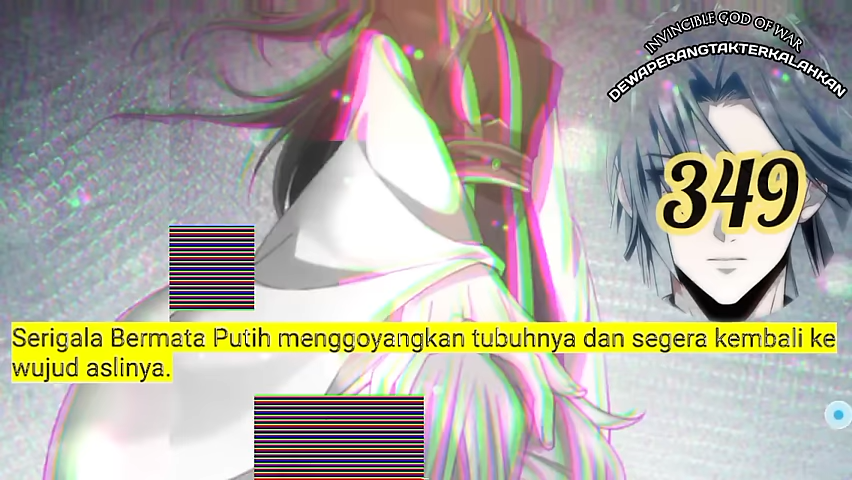 INVINCIBLE GOD OF WAR
DEWAPERANGTAKTERKALAHKAN
349
Serigala Bermata Putih menggoyangkan tubuhnya dan segera kembali ke
wujud aslinya.